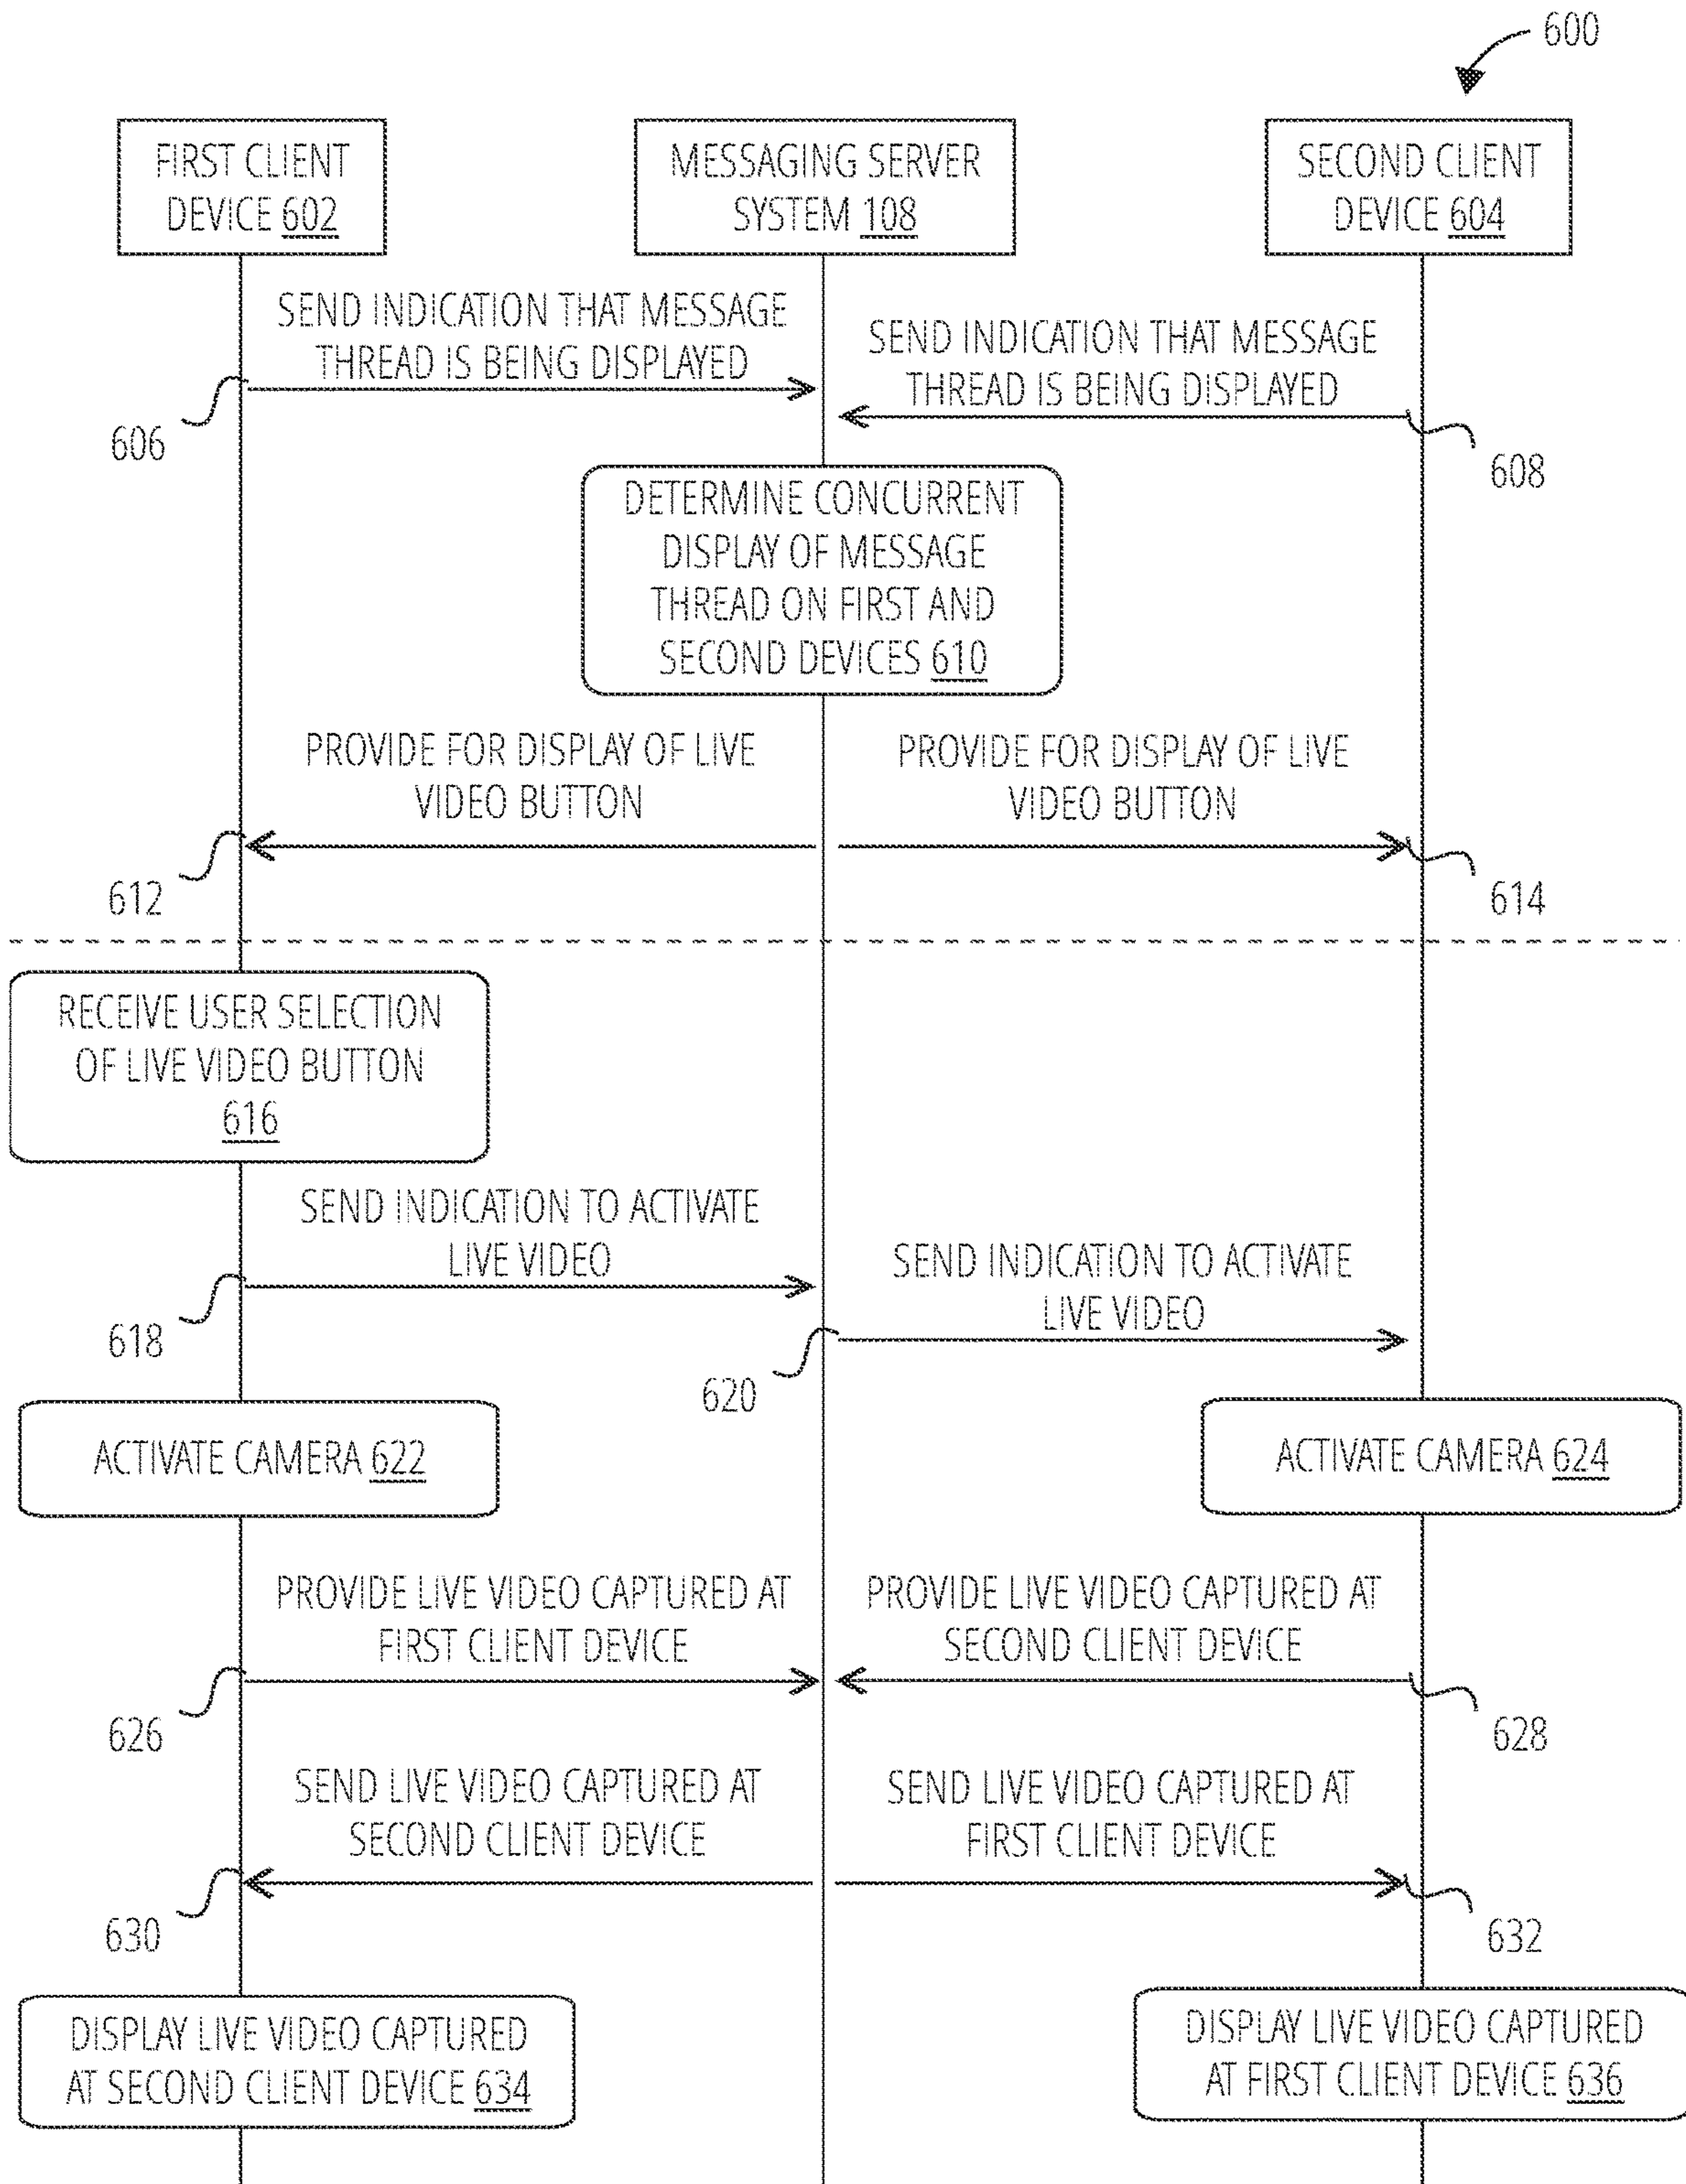 600
FIRST CLIENT
DEVICE 602
MESSAGING SERVER
SYSTEM 108
SECOND CLIENT
DEVICE 604
SEND INDICATION THAT MESSAGE
THREAD IS BEING DISPLAYED
606
SEND INDICATION THAT MESSAGE
THREAD IS BEING DISPLAYED
608
DETERMINE CONCURRENT
DISPLAY OF MESSAGE
THREAD ON FIRST AND
SECOND DEVICES 610
PROVIDE FOR DISPLAY OF LIVE
VIDEO BUTTON
612
PROVIDE FOR DISPLAY OF LIVE
VIDEO BUTTON
614
RECEIVE USER SELECTION
OF LIVE VIDEO BUTTON
616
SEND INDICATION TO ACTIVATE
LIVE VIDEO
618
SEND INDICATION TO ACTIVATE
LIVE VIDEO
620
ACTIVATE CAMERA 622
ACTIVATE CAMERA 624
PROVIDE LIVE VIDEO CAPTURED AT
FIRST CLIENT DEVICE
626
PROVIDE LIVE VIDEO CAPTURED AT
SECOND CLIENT DEVICE
628
SEND LIVE VIDEO CAPTURED AT
SECOND CLIENT DEVICE
630
SEND LIVE VIDEO CAPTURED AT
FIRST CLIENT DEVICE
632
DISPLAY LIVE VIDEO CAPTURED
AT SECOND CLIENT DEVICE 634
DISPLAY LIVE VIDEO CAPTURED
AT FIRST CLIENT DEVICE 636